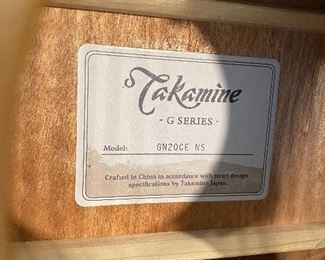 Takamine
- G SERIES -
Model: GN20CE NS
Crafted in China in accordance with strict design
specifications by Takamine Japan.